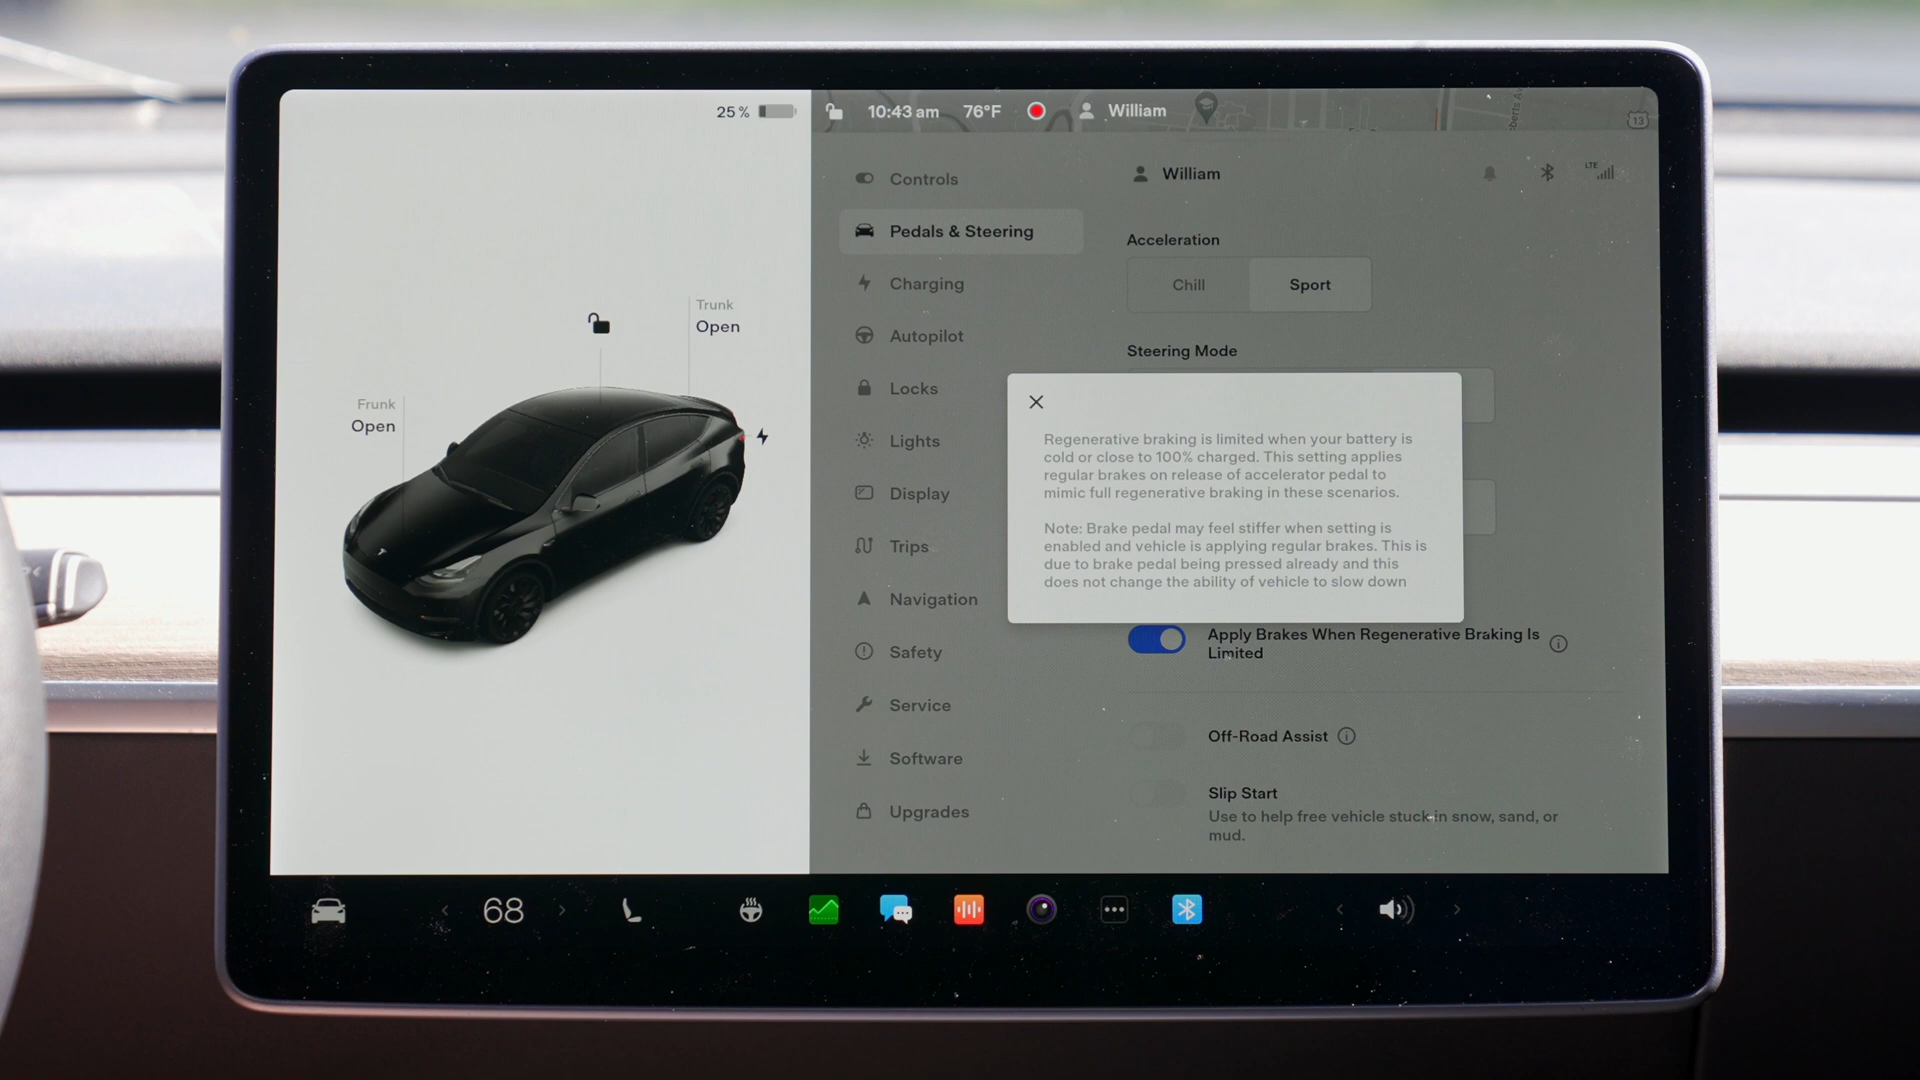 25 %
10:43 am 76°F William
13
Controls
Pedals & Steering
Charging
Autopilot
Locks
Lights
Display
Trips
Navigation
Safety
Service
Software
Upgrades
William
LTE
Acceleration
Chill Sport
Steering Mode
Trunk
Open
Frunk
Open
Regenerative braking is limited when your battery is
cold or close to 100% charged. This setting applies
regular brakes on release of accelerator pedal to
mimic full regenerative braking in these scenarios.
Note: Brake pedal may feel stiffer when setting is
enabled and vehicle is applying regular brakes. This is
due to brake pedal being pressed already and this
does not change the ability of vehicle to slow down
Apply Brakes When Regenerative Braking Is
Limited
Off-Road Assist
Slip Start
Use to help free vehicle stuck in snow, sand, or
mud.
68